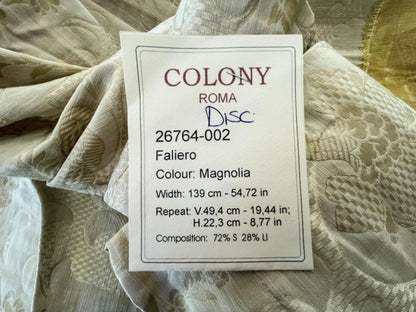 COLONY
ROMA
DISC
26764-002
Faliero
Colour: Magnolia
Width: 139 cm - 54,72 in
Repeat: V.49,4 cm - 19,44 in;
H.22,3 cm - 8,77 in
Composition: 72% S 28% LI